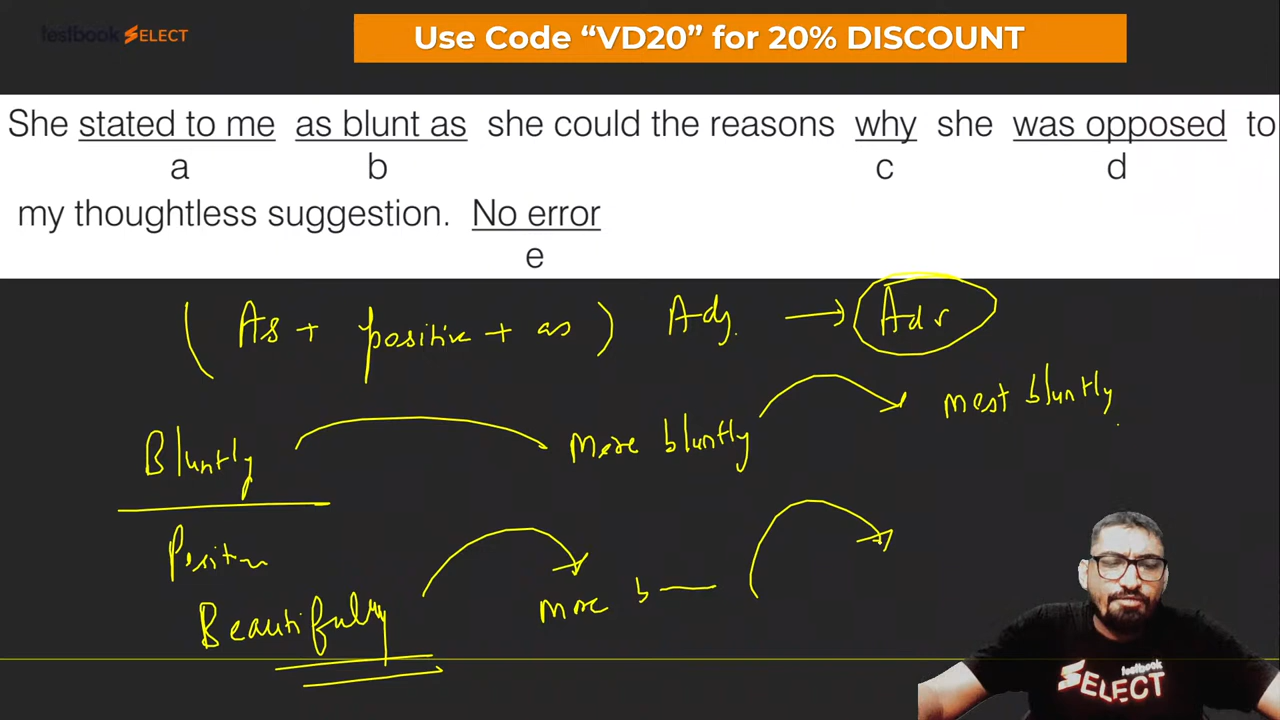 testbook SELECT
Use Code “VD20” for 20% DISCOUNT
She stated to me as blunt as she could the reasons why she was opposed to
a b c d
my thoughtless suggestion. No error
e
( As + positive + as ) Adj. → Adv
Bluntly more bluntly most bluntly
Positive
Beautifully more b
testbook
SELECT